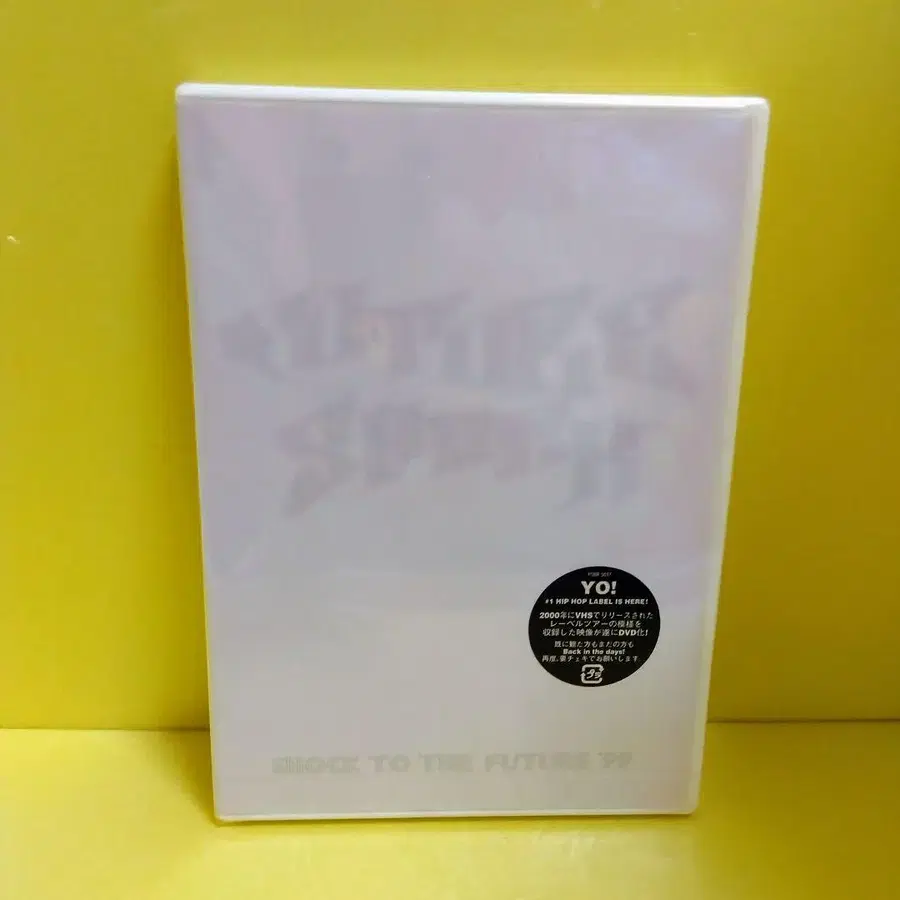 YO!
#1 HIP HOP LABEL IS HERE!
2000年にVHSでリリースされた
レーベルツアーの模様を
収録した映像が遂にDVD化!
既に観た方もまだの方も
Back in the days!
再度、要チェキでお願いします。
プラ
SHOCK TO THE FUTURE '99